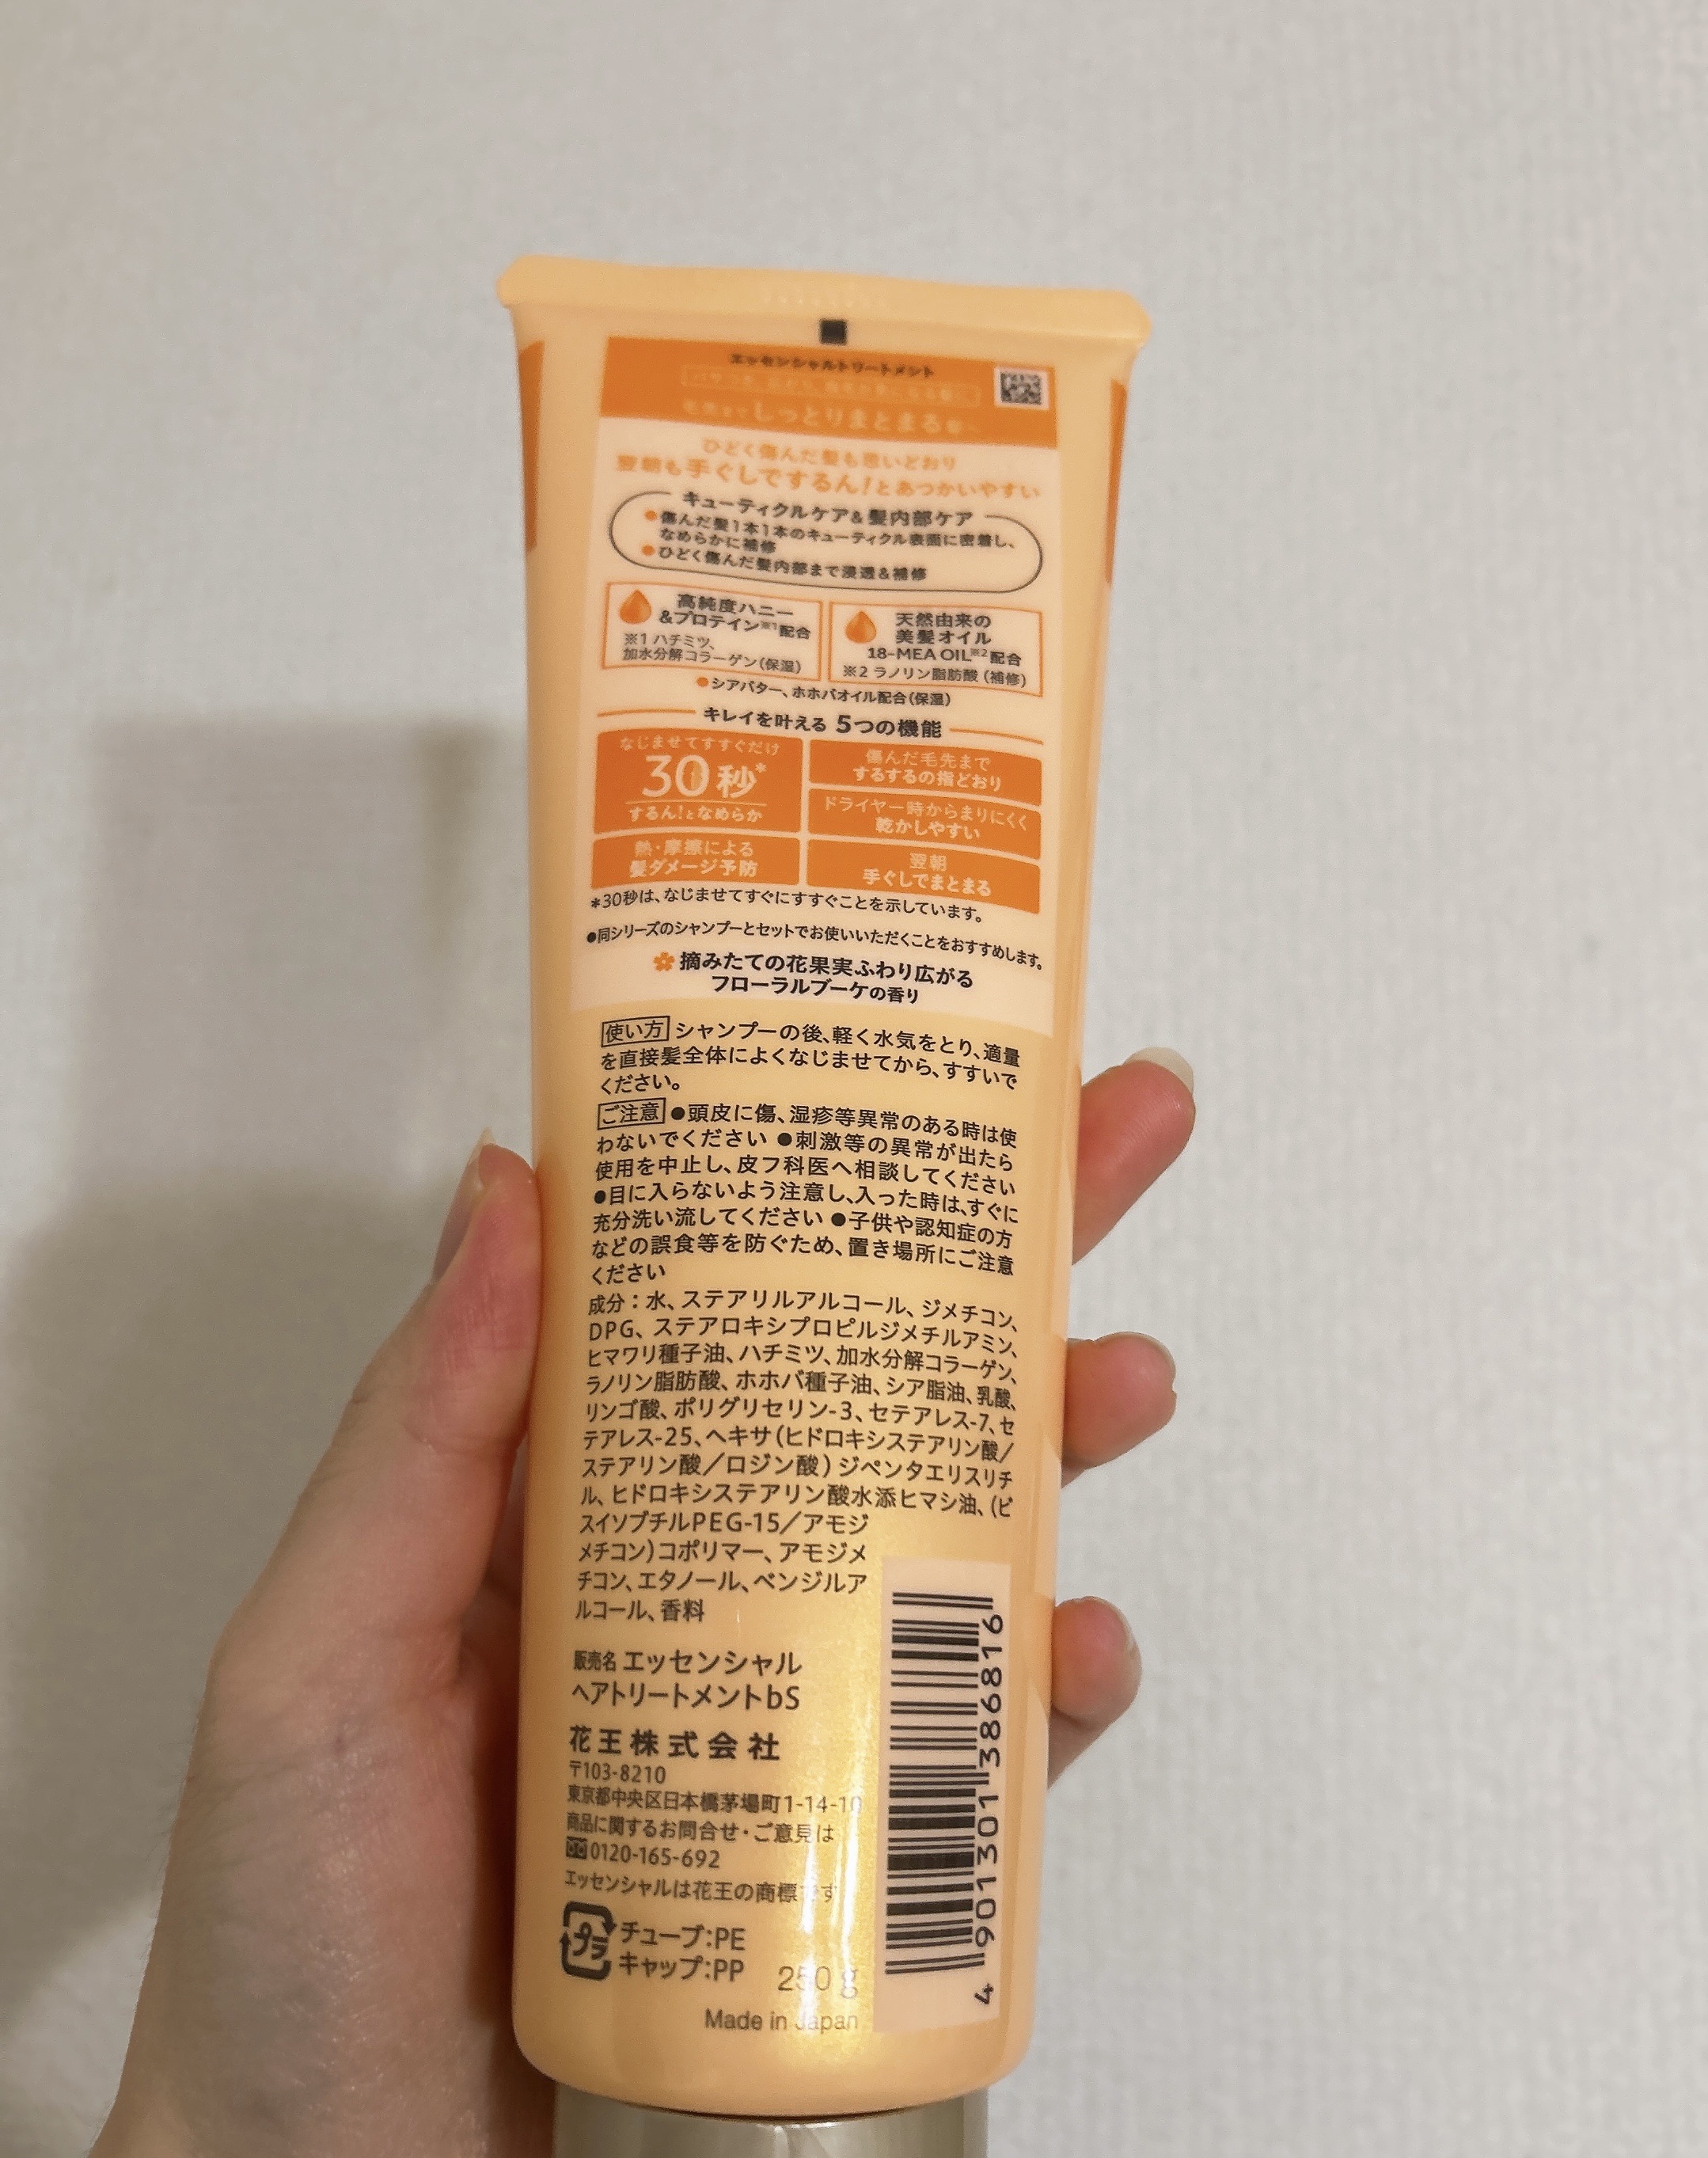 エッセンシャルトリートメント
しっとりまとまる
ひどく傷んだ髪も思いどおり
翌朝も手ぐしでするん!とあつかいやすい
キューティクルケア&髪内部ケア
●傷んだ髪1本1本のキューティクル表面に密着し、
なめらかに補修
●ひどく傷んだ髪内部まで浸透&補修
高純度ハニー
&プロテイン※1配合
※1 ハチミツ、
加水分解コラーゲン(保湿)
天然由来の
美髪オイル
18-MEA OIL※2配合
※2 ラノリン脂肪酸(補修)
●シアバター、ホホバオイル配合(保湿)
キレイを叶える 5つの機能
なじませてすすぐだけ
30秒*
するん!となめらか
傷んだ毛先まで
するするの指どおり
ドライヤー時からまりにくく
乾かしやすい
熱・摩擦による
髪ダメージ予防
翌朝
手ぐしでまとまる
*30秒は、なじませてすぐにすすぐことを示しています。
●同シリーズのシャンプーとセットでお使いいただくことをおすすめします。
摘みたての花果実ふわり広がる
フローラルブーケの香り
使い方 シャンプーの後、軽く水気をとり、適量
を直接髪全体によくなじませてから、すすいで
ください。
ご注意 ●頭皮に傷、湿疹等異常のある時は使
わないでください ●刺激等の異常が出たら
使用を中止し、皮フ科医へ相談してください
●目に入らないよう注意し、入った時は、すぐに
充分洗い流してください ●子供や認知症の方
などの誤食等を防ぐため、置き場所にご注意
ください
成分:水、ステアリルアルコール、ジメチコン、
DPG、ステアロキシプロピルジメチルアミン、
ヒマワリ種子油、ハチミツ、加水分解コラーゲン、
ラノリン脂肪酸、ホホバ種子油、シア脂油、乳酸、
リンゴ酸、ポリグリセリン-3、セテアレス-7、セ
テアレス-25、ヘキサ(ヒドロキシステアリン酸/
ステアリン酸/ロジン酸)ジペンタエリスリチ
ル、ヒドロキシステアリン酸水添ヒマシ油、(ビ
スイソブチルPEG-15/アモジ
メチコン)コポリマー、アモジメ
チコン、エタノール、ベンジルア
ルコール、香料
販売名 エッセンシャル
ヘアトリートメントbS
花王株式会社
〒103-8210
東京都中央区日本橋茅場町1-14-10
商品に関するお問合せ・ご意見は
0120-165-692
エッセンシャルは花王の商標です
プラ
チューブ:PE
キャップ:PP
250g
Made in Japan
4 901301 386816